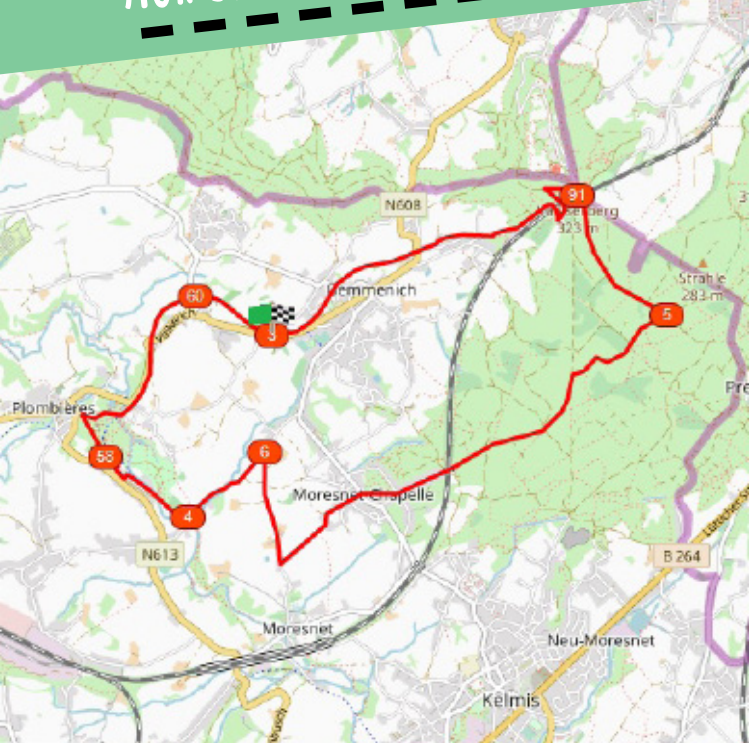 N608
91
323 m
Strahle
283 m
5
Gemmenich
60
3
Plombières
58
6
4
Moresnet-Chapelle
N613
B 264
Moresnet
Neu-Moresnet
Kelmis